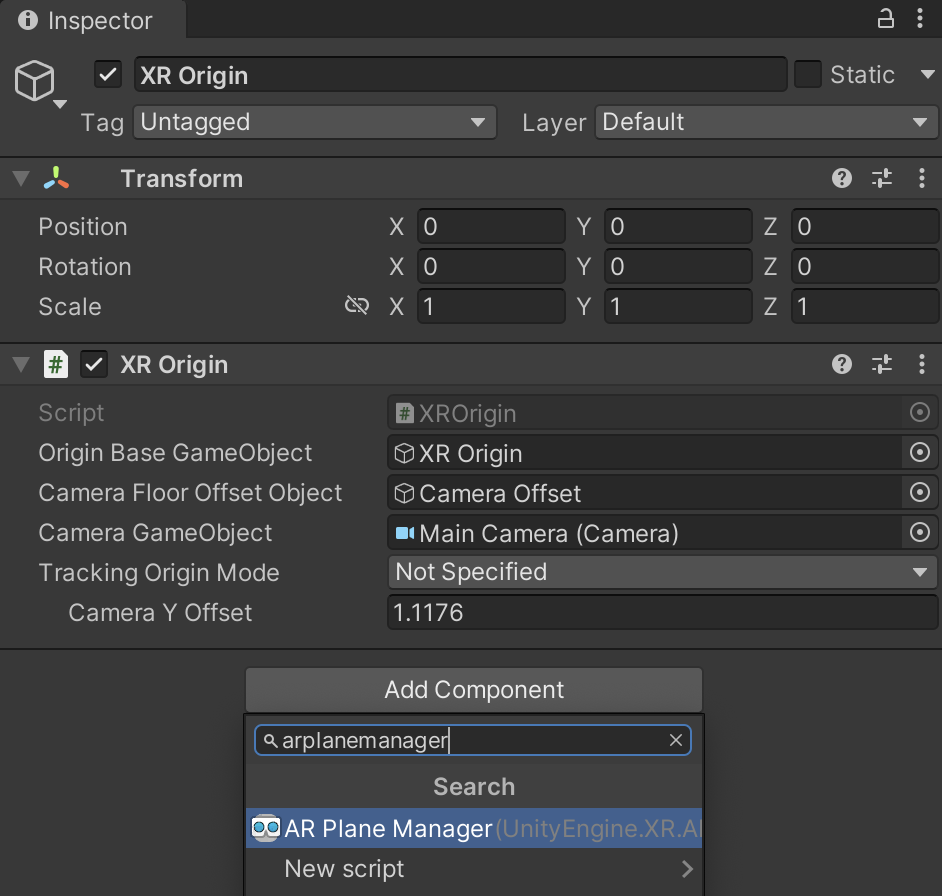 Inspector
XR Origin Static
Tag Untagged Layer Default
Transform
Position X 0 Y 0 Z 0
Rotation X 0 Y 0 Z 0
Scale X 1 Y 1 Z 1
# XR Origin
Script # XROrigin
Origin Base GameObject XR Origin
Camera Floor Offset Object Camera Offset
Camera GameObject Main Camera (Camera)
Tracking Origin Mode Not Specified
Camera Y Offset 1.1176
Add Component
arplanemanager
Search
AR Plane Manager (UnityEngine.XR.A
New script